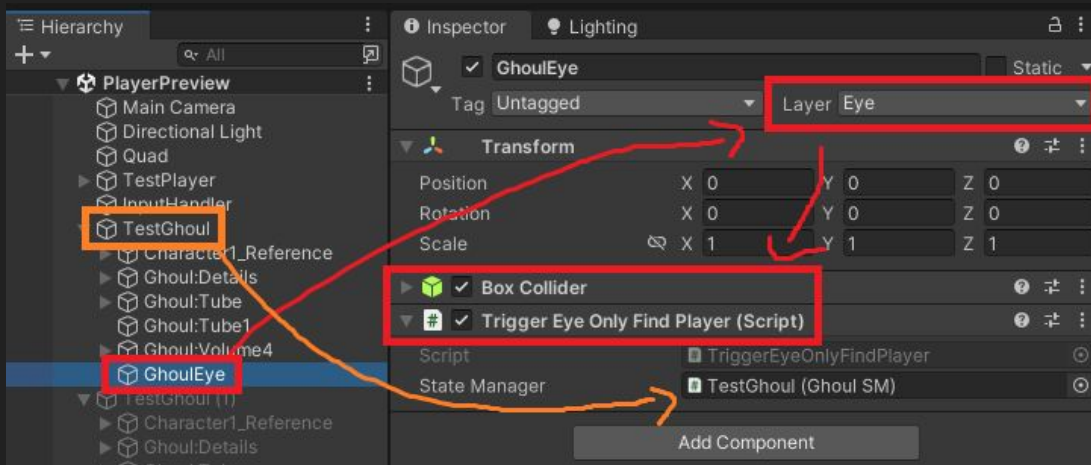 Hierarchy
All
PlayerPreview
Main Camera
Directional Light
Quad
TestPlayer
InputHandler
TestGhoul
Character1_Reference
Ghoul:Details
Ghoul:Tube
Ghoul:Tube1
Ghoul:Volume4
GhoulEye
TestGhoul (1)
Character1_Reference
Ghoul:Details
Inspector Lighting
GhoulEye Static
Tag Untagged Layer Eye
Transform
Position X 0 Y 0 Z 0
Rotation X 0 Y 0 Z 0
Scale X 1 Y 1 Z 1
Box Collider
# Trigger Eye Only Find Player (Script)
Script TriggerEyeOnlyFindPlayer
State Manager TestGhoul (Ghoul SM)
Add Component